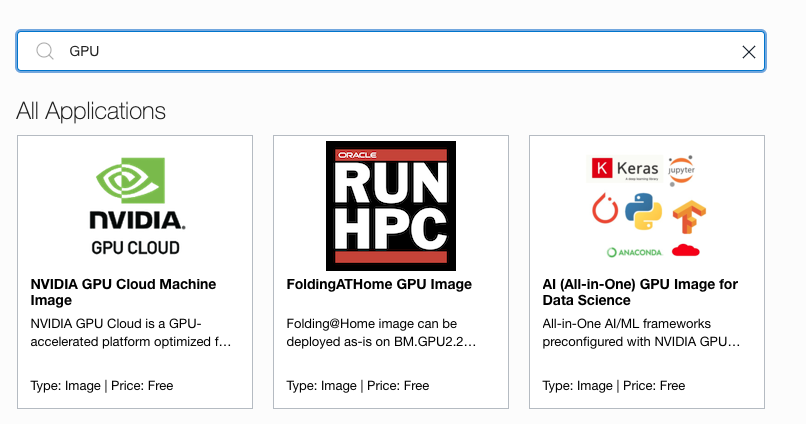 GPU
All Applications
NVIDIA.
GPU CLOUD
NVIDIA GPU Cloud Machine
Image
NVIDIA GPU Cloud is a GPU-
accelerated platform optimized f...
Type: Image | Price: Free
ORACLE
RUN
HPC
FoldingATHome GPU Image
Folding@Home image can be
deployed as-is on BM.GPU2.2...
Type: Image | Price: Free
K Keras
jupyter
ANACONDA
AI (All-in-One) GPU Image for
Data Science
All-in-One AI/ML frameworks
preconfigured with NVIDIA GPU...
Type: Image | Price: Free